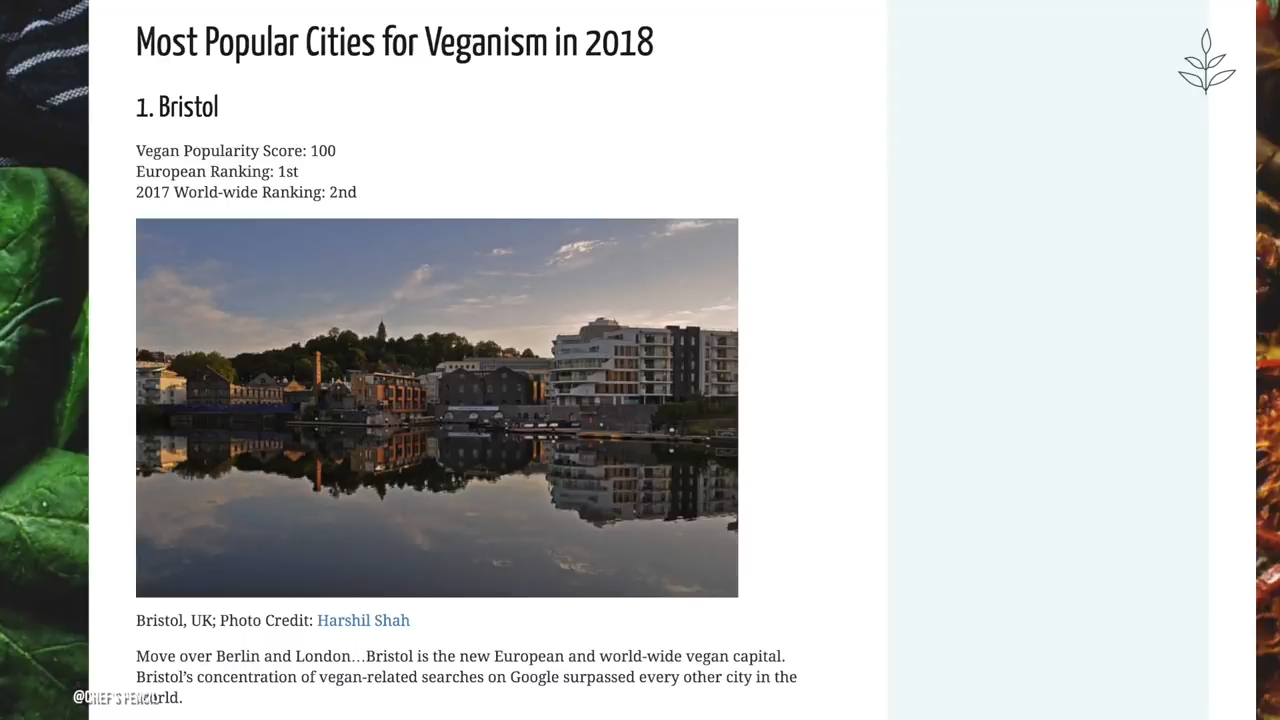 Most Popular Cities for Veganism in 2018
1. Bristol
Vegan Popularity Score: 100
European Ranking: 1st
2017 World-wide Ranking: 2nd
Bristol, UK; Photo Credit: Harshil Shah
Move over Berlin and London…Bristol is the new European and world-wide vegan capital.
Bristol's concentration of vegan-related searches on Google surpassed every other city in the
world.